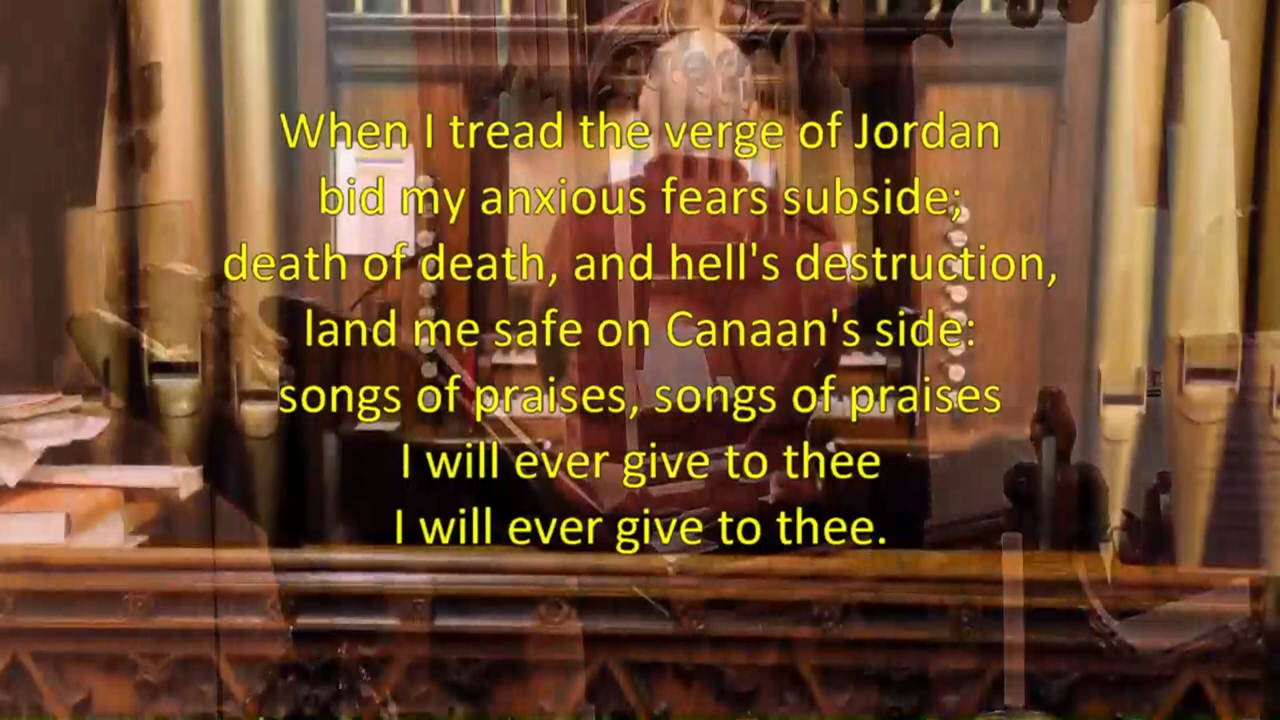 When I tread the verge of Jordan
bid my anxious fears subside;
death of death, and hell's destruction,
land me safe on Canaan's side:
songs of praises, songs of praises
I will ever give to thee
I will ever give to thee.